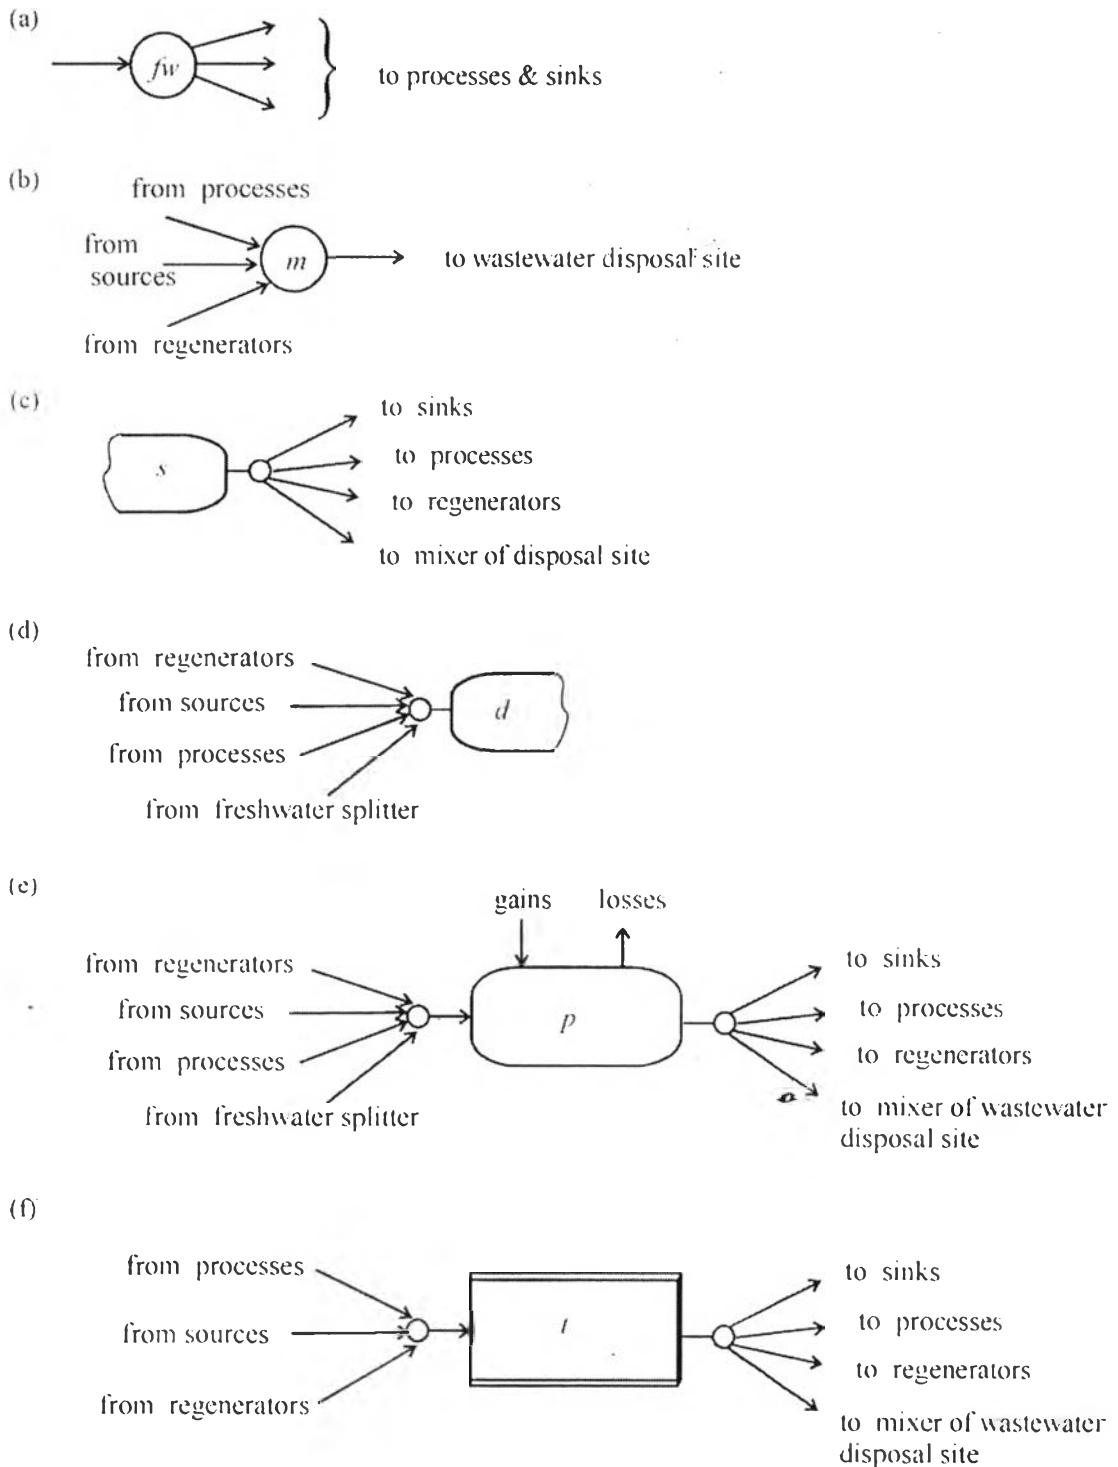 (a)
fw
to processes & sinks
(b)
from processes
from
sources
m
to wastewater disposal site
from regenerators
(c)
s
to sinks
to processes
to regenerators
to mixer of disposal site
(d)
from regenerators
from sources
from processes
from freshwater splitter
d
(e)
gains losses
from regenerators
from sources
from processes
from freshwater splitter
p
to sinks
to processes
to regenerators
to mixer of wastewater
disposal site
(f)
from processes
from sources
from regenerators
t
to sinks
to processes
to regenerators
to mixer of wastewater
disposal site